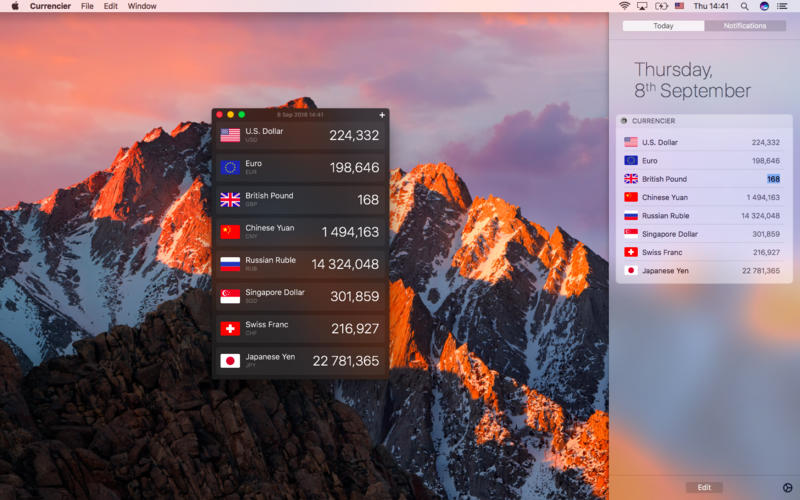 Currencier File Edit Window
Thu 14:41
Today Notifications
Thursday,
8th September
8 Sep 2016 14:41 +
U.S. Dollar 224,332
USD
Euro 198,646
EUR
British Pound 168
GBP
Chinese Yuan 1 494,163
CNY
Russian Ruble 14 324,048
RUB
Singapore Dollar 301,859
SGD
Swiss Franc 216,927
CHF
Japanese Yen 22 781,365
JPY
CURRENCIER
U.S. Dollar 224,332
Euro 198,646
British Pound 168
Chinese Yuan 1 494,163
Russian Ruble 14 324,048
Singapore Dollar 301,859
Swiss Franc 216,927
Japanese Yen 22 781,365
Edit